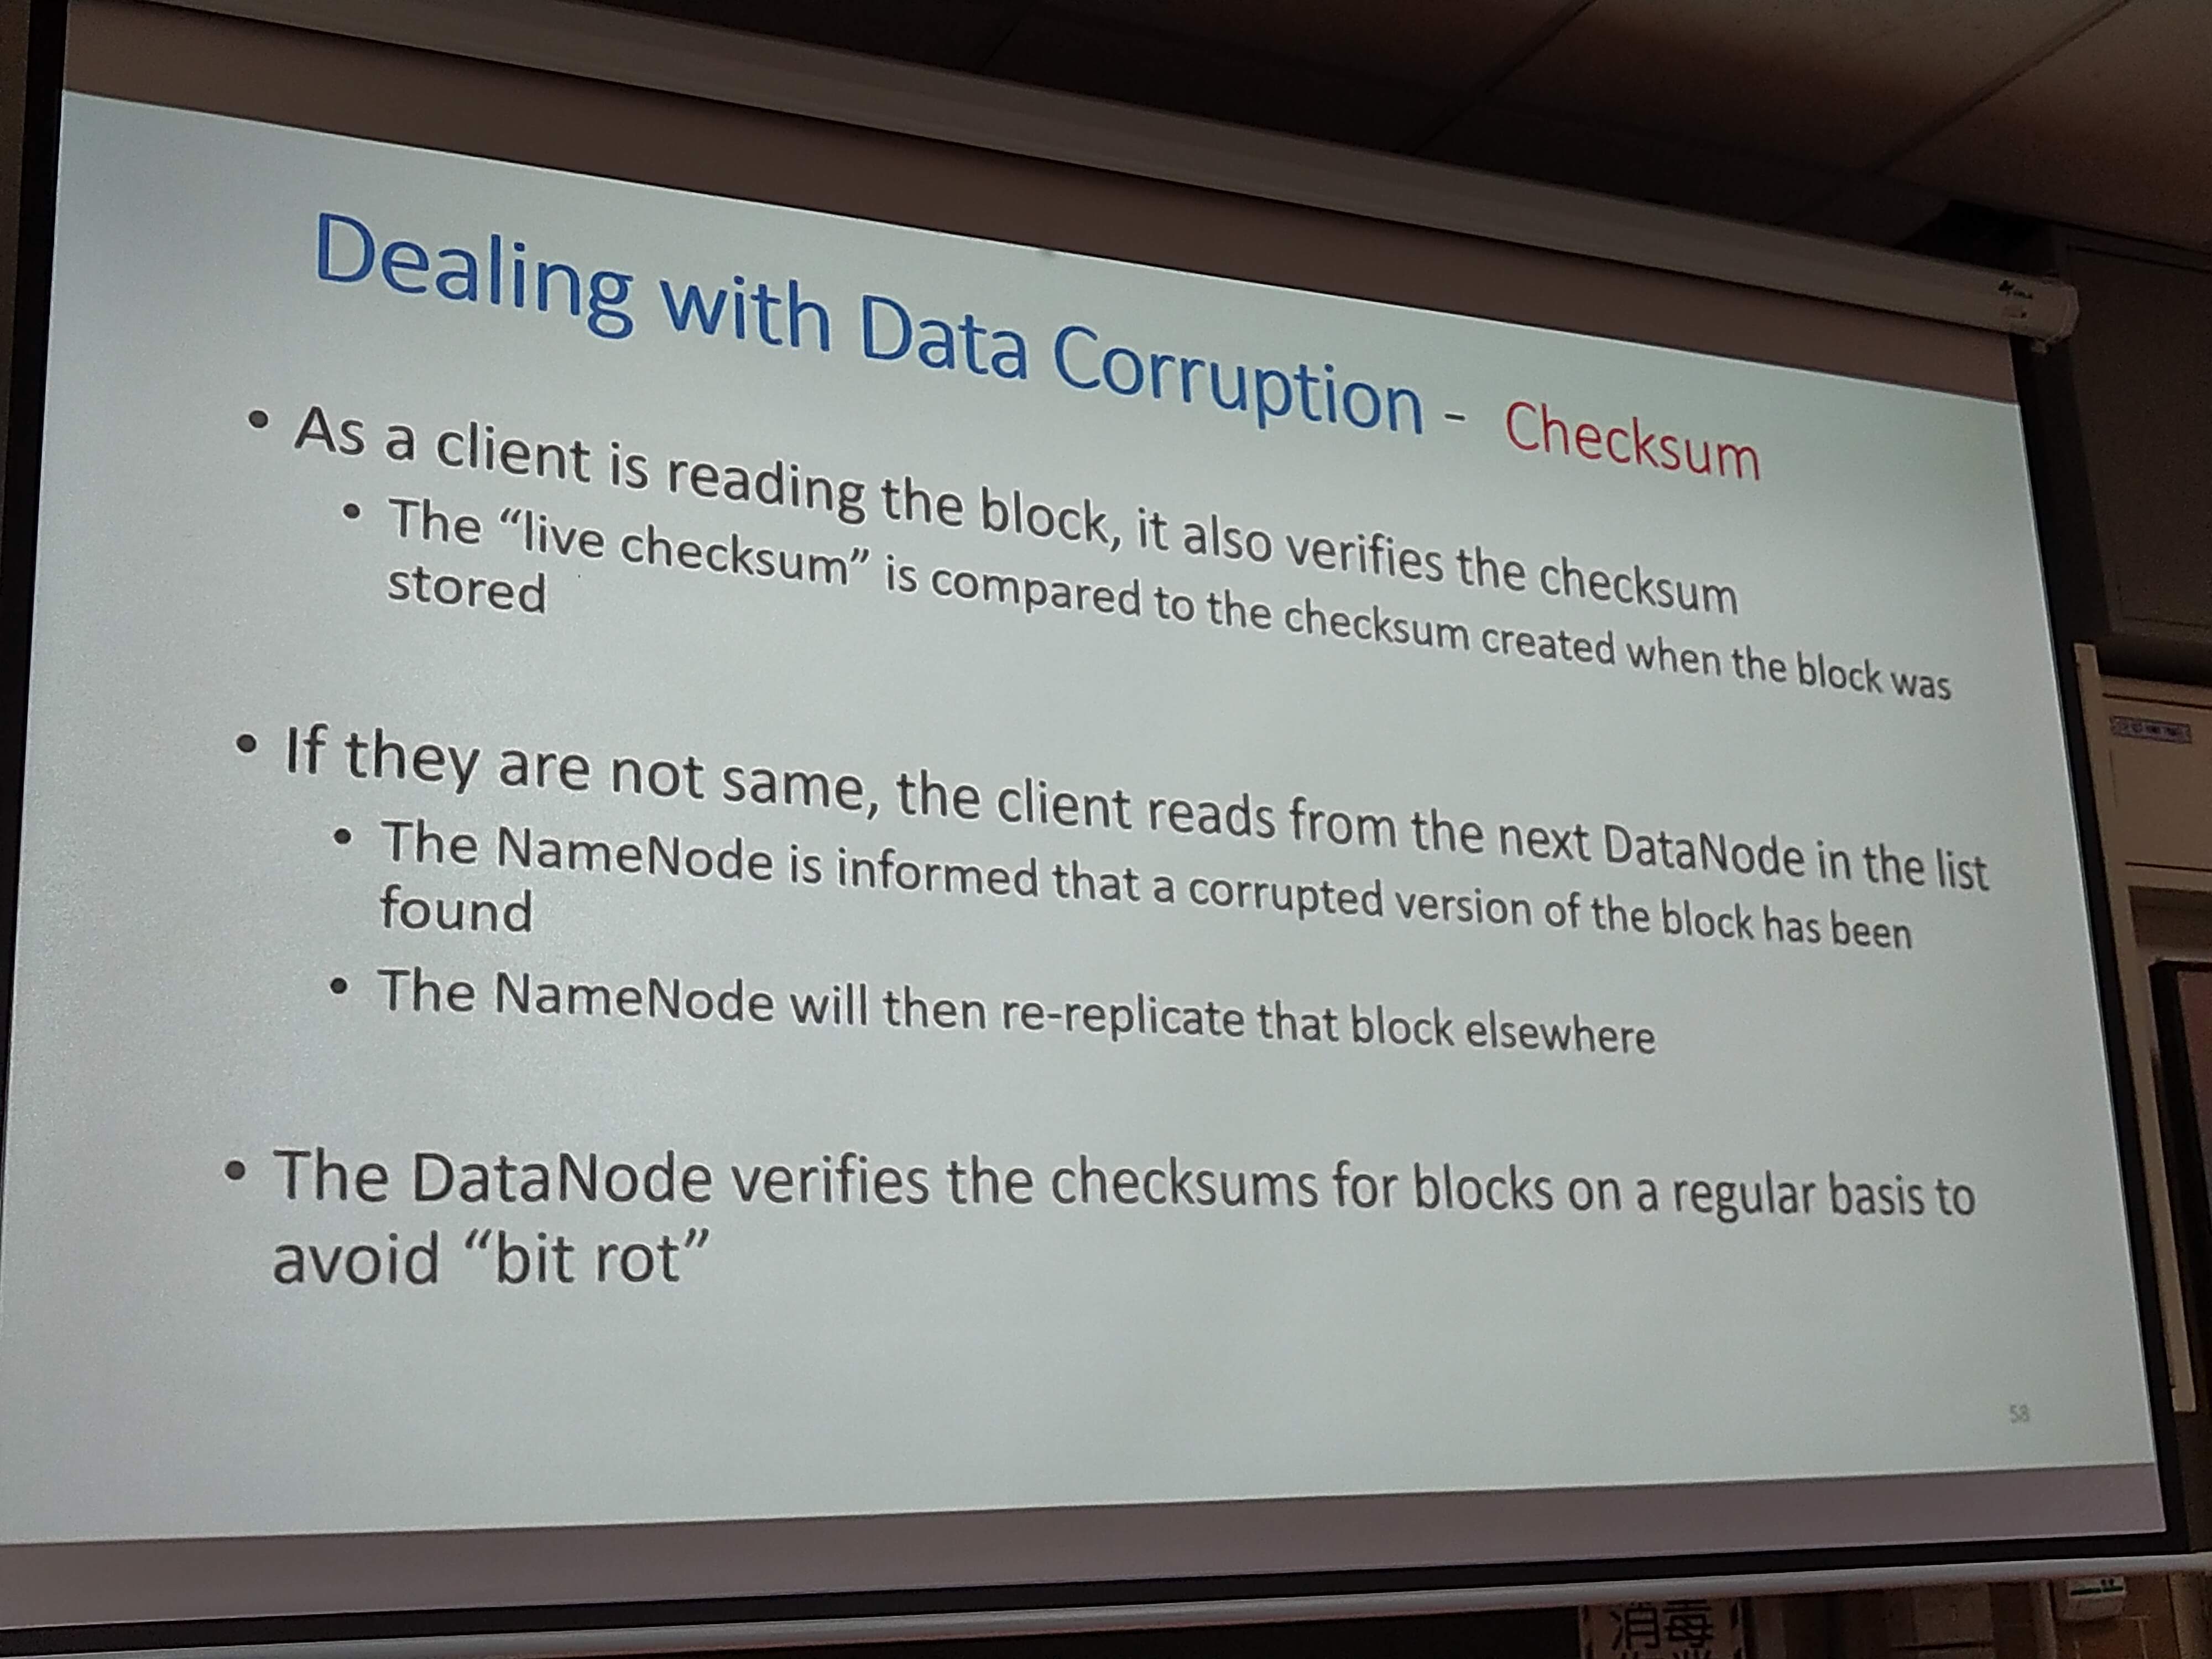 Dealing with Data Corruption - Checksum
• As a client is reading the block, it also verifies the checksum
• The “live checksum” is compared to the checksum created when the block was
stored
• If they are not same, the client reads from the next DataNode in the list
• The NameNode is informed that a corrupted version of the block has been
found
• The NameNode will then re-replicate that block elsewhere
• The DataNode verifies the checksums for blocks on a regular basis to
avoid “bit rot”
58
消毒